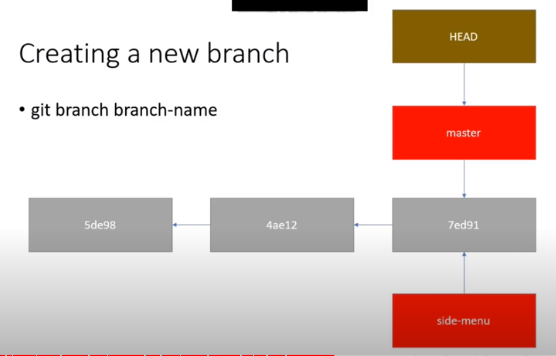 Creating a new branch
• git branch branch-name
HEAD
master
5de98
4ae12
7ed91
side-menu